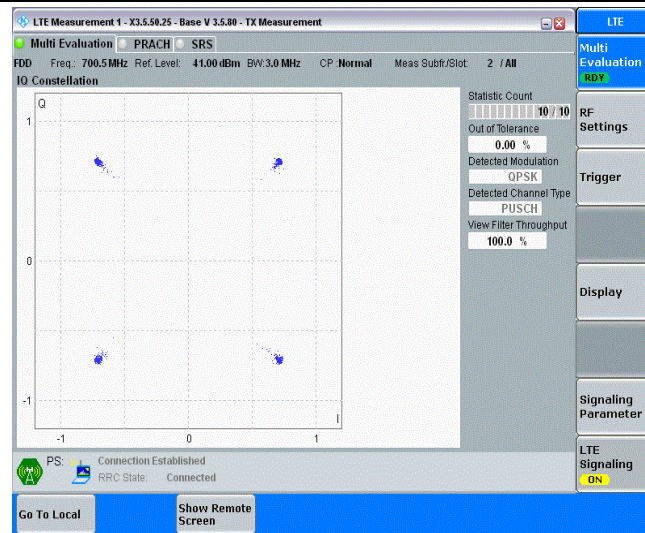 LTE Measurement 1 - X3.5.50.25 - Base V 3.5.80 - TX Measurement
LTE
Multi Evaluation PRACH SRS
FDD Freq.: 700.5 MHz Ref. Level: 41.00 dBm BW:3.0 MHz CP :Normal Meas Subfr/Slot: 2 / All
IQ Constellation
Q
1
0
-1
I
-1 0 1
Statistic Count
10 / 10
Out of Tolerance
0.00 %
Detected Modulation
QPSK
Detected Channel Type
PUSCH
View Filter Throughput
100.0 %
Multi
Evaluation
RDY
RF
Settings
Trigger
Display
Signaling
Parameter
LTE
Signaling
ON
PS: Connection Established
RRC State: Connected
Go To Local
Show Remote
Screen